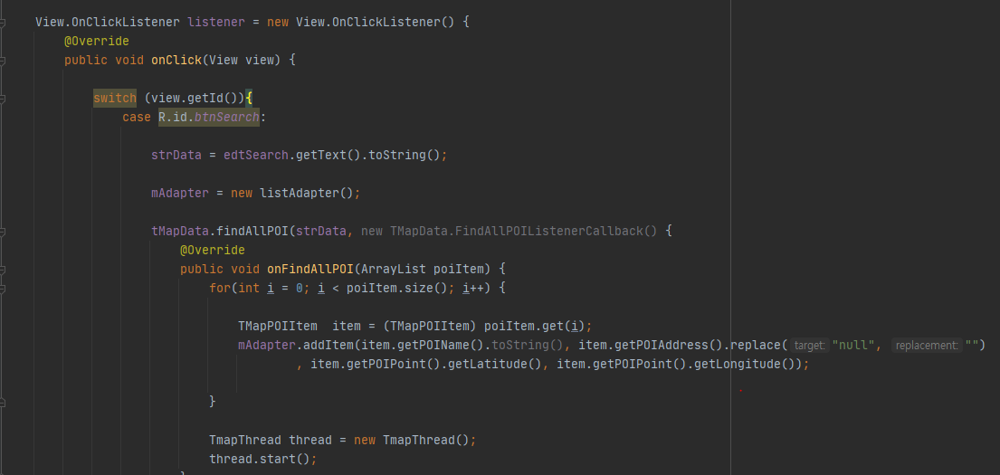 View.OnClickListener listener = new View.OnClickListener() {
@Override
public void onClick(View view) {
switch (view.getId()){
case R.id.btnSearch:
strData = edtSearch.getText().toString();
mAdapter = new listAdapter();
tMapData.findAllPOI(strData, new TMapData.FindAllPOIListenerCallback() {
@Override
public void onFindAllPOI(ArrayList poiItem) {
for(int i = 0; i < poiItem.size(); i++) {
TMapPOIItem  item = (TMapPOIItem) poiItem.get(i);
mAdapter.addItem(item.getPOIName().toString(), item.getPOIAddress().replace( target: "null", replacement: "")
, item.getPOIPoint().getLatitude(), item.getPOIPoint().getLongitude());
}
TmapThread thread = new TmapThread();
thread.start();
}